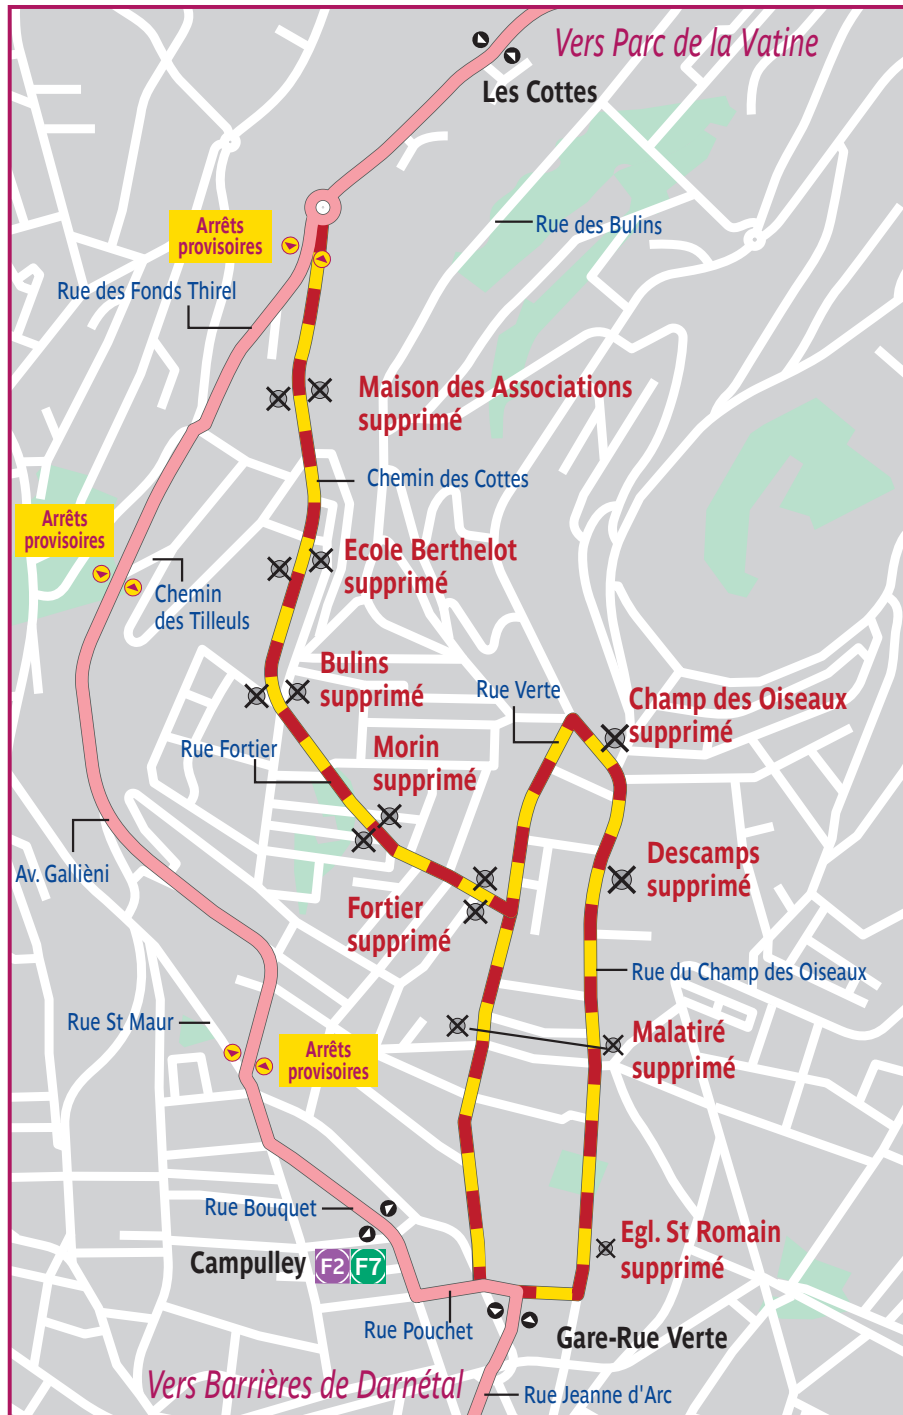 Vers Parc de la Vatine
Les Cottes
Arrêts
provisoires
Rue des Bulins
Rue des Fonds Thirel
Maison des Associations
supprimé
Chemin des Cottes
Arrêts
provisoires
Ecole Berthelot
supprimé
Chemin
des Tilleuls
Bulins
supprimé
Rue Verte
Champ des Oiseaux
supprimé
Rue Fortier
Morin
supprimé
Av. Gallièni
Descamps
supprimé
Fortier
supprimé
Rue du Champ des Oiseaux
Rue St Maur
Arrêts
provisoires
Malatiré
supprimé
Rue Bouquet
Campulley F2 F7
Egl. St Romain
supprimé
Rue Pouchet
Gare-Rue Verte
Vers Barrières de Darnétal
Rue Jeanne d'Arc